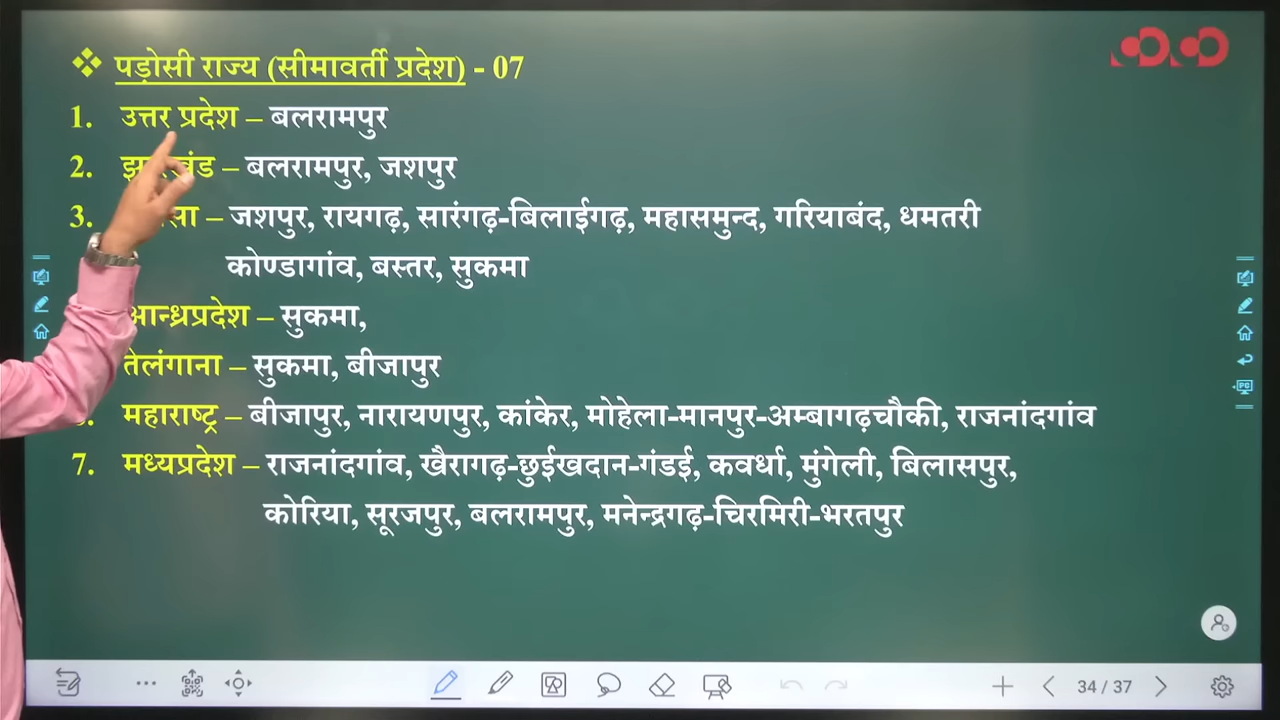 ❖ पड़ोसी राज्य (सीमावर्ती प्रदेश) - 07
1. उत्तर प्रदेश – बलरामपुर
2. – बलरामपुर, जशपुर
3. – जशपुर, रायगढ़, सारंगढ़-बिलाईगढ़, महासमुन्द, गरियाबंद, धमतरी
कोण्डागांव, बस्तर, सुकमा
आन्ध्रप्रदेश – सुकमा,
तेलंगाना – सुकमा, बीजापुर
महाराष्ट्र – बीजापुर, नारायणपुर, कांकेर, मोहेला-मानपुर-अम्बागढ़चौकी, राजनांदगांव
7. मध्यप्रदेश – राजनांदगांव, खैरागढ़-छुईखदान-गंडई, कवर्धा, मुंगेली, बिलासपुर,
कोरिया, सूरजपुर, बलरामपुर, मनेन्द्रगढ़-चिरमिरी-भरतपुर
34 / 37